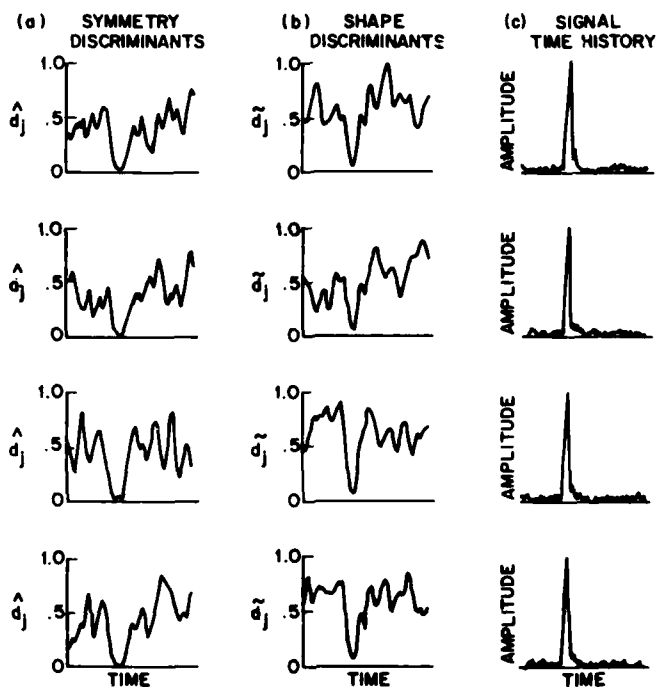 (a) SYMMETRY DISCRIMINANTS
(b) SHAPE DISCRIMINANTS
(c) SIGNAL TIME HISTORY
1.0
d̂j .5
0
1.0
d̃j .5
0
AMPLITUDE
1.0
d̂j .5
0
1.0
d̃j .5
0
AMPLITUDE
1.0
d̂j .5
0
1.0
d̃j .5
0
AMPLITUDE
1.0
d̂j .5
0
1.0
d̃j .5
0
AMPLITUDE
TIME
TIME
TIME